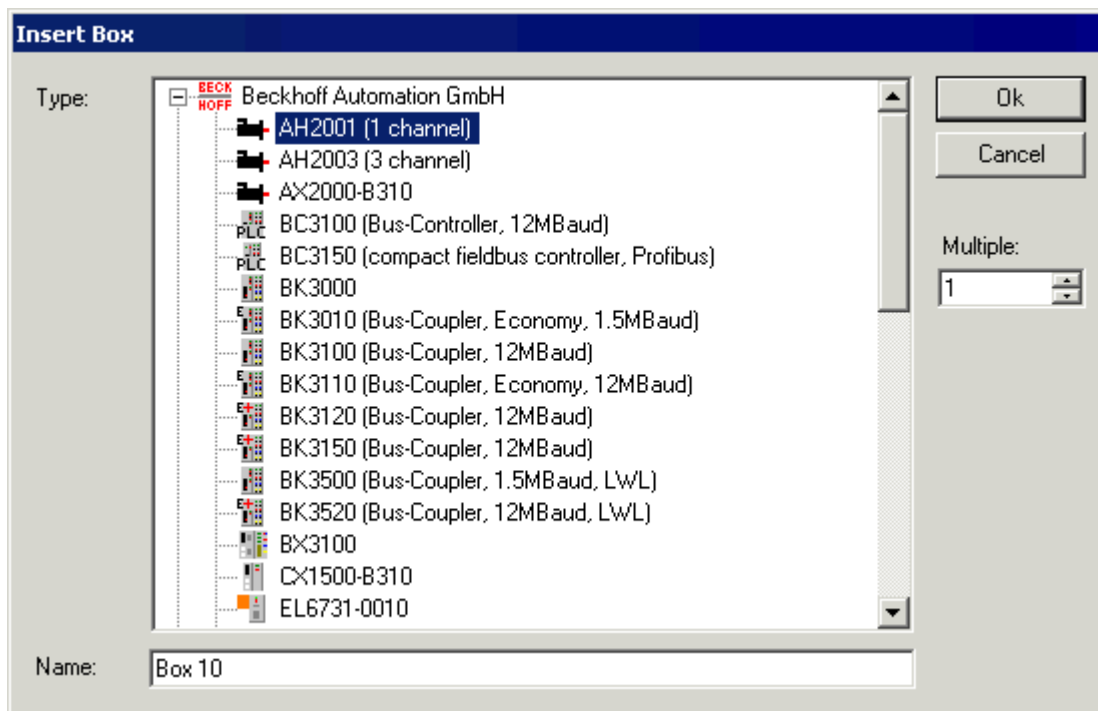 Insert Box
Type:
BECK
HOFF
Beckhoff Automation GmbH
AH2001 (1 channel)
AH2003 (3 channel)
AX2000-B310
PLC BC3100 (Bus-Controller, 12MBaud)
PLC BC3150 (compact fieldbus controller, Profibus)
BK3000
E BK3010 (Bus-Coupler, Economy, 1.5MBaud)
BK3100 (Bus-Coupler, 12MBaud)
E BK3110 (Bus-Coupler, Economy, 12MBaud)
E+ BK3120 (Bus-Coupler, 12MBaud)
E+ BK3150 (Bus-Coupler, 12MBaud)
BK3500 (Bus-Coupler, 1.5MBaud, LWL)
E+ BK3520 (Bus-Coupler, 12MBaud, LWL)
BX3100
CX1500-B310
EL6731-0010
Ok
Cancel
Multiple:
1
Name:
Box 10